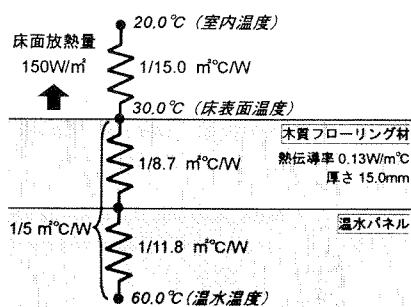 20.0℃ (室内温度)
床面放熱量
150W/㎡
1/15.0 ㎡℃/W
30.0℃ (床表面温度)
木質フローリング材
熱伝導率 0.13W/m℃
厚さ 15.0mm
1/8.7 ㎡℃/W
温水パネル
1/5 ㎡℃/W
1/11.8 ㎡℃/W
60.0℃ (温水温度)